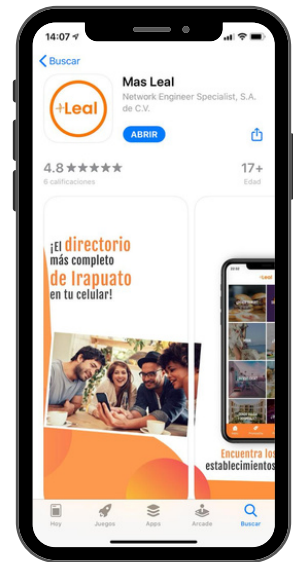 14:07
Buscar
+Leal
Mas Leal
Network Engineer Specialist, S.A.
de C.V.
ABRIR
4.8 ★★★★★
17+
6 calificaciones
Edad
¡El directorio
más completo
de Irapuato
en tu celular!
Encuentra los
establecimientos
Hoy
Juegos
Apps
Arcade
Buscar